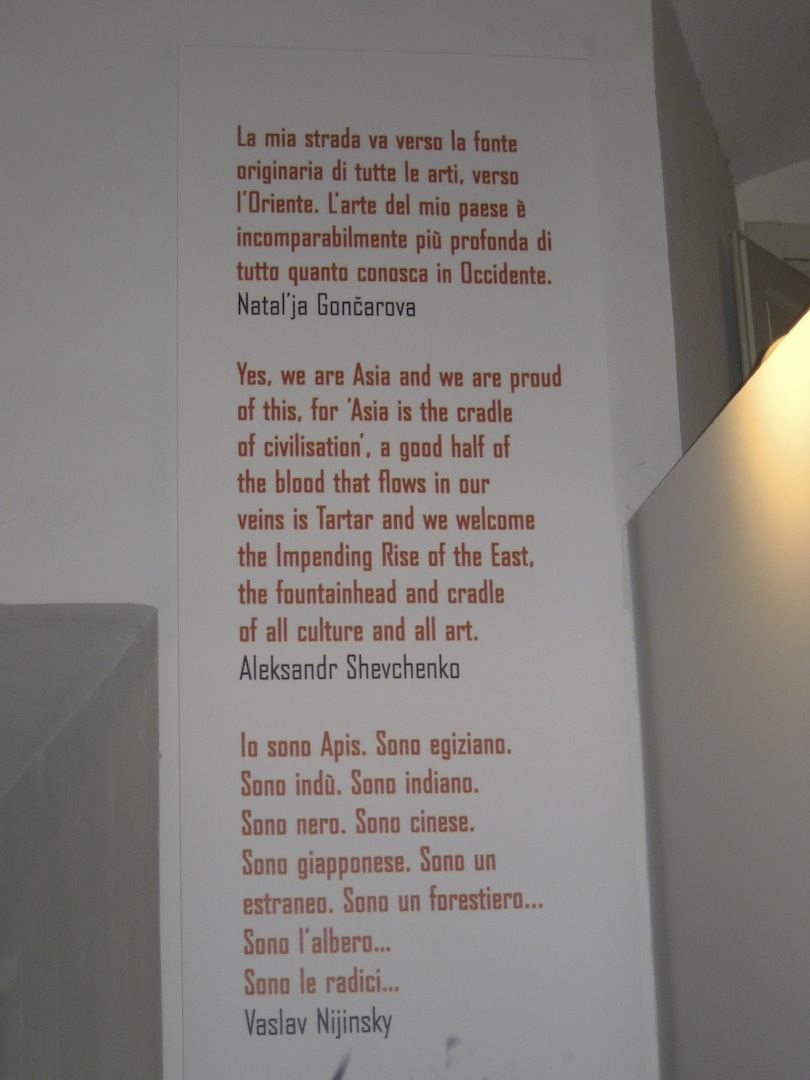 La mia strada va verso la fonte
originaria di tutte le arti, verso
l'Oriente. L'arte del mio paese è
incomparabilmente più profonda di
tutto quanto conosca in Occidente.
Natal'ja Gončarova
Yes, we are Asia and we are proud
of this, for 'Asia is the cradle
of civilisation', a good half of
the blood that flows in our
veins is Tartar and we welcome
the Impending Rise of the East,
the fountainhead and cradle
of all culture and all art.
Aleksandr Shevchenko
Io sono Apis. Sono egiziano.
Sono indù. Sono indiano.
Sono nero. Sono cinese.
Sono giapponese. Sono un
estraneo. Sono un forestiero...
Sono l'albero...
Sono le radici...
Vaslav Nijinsky